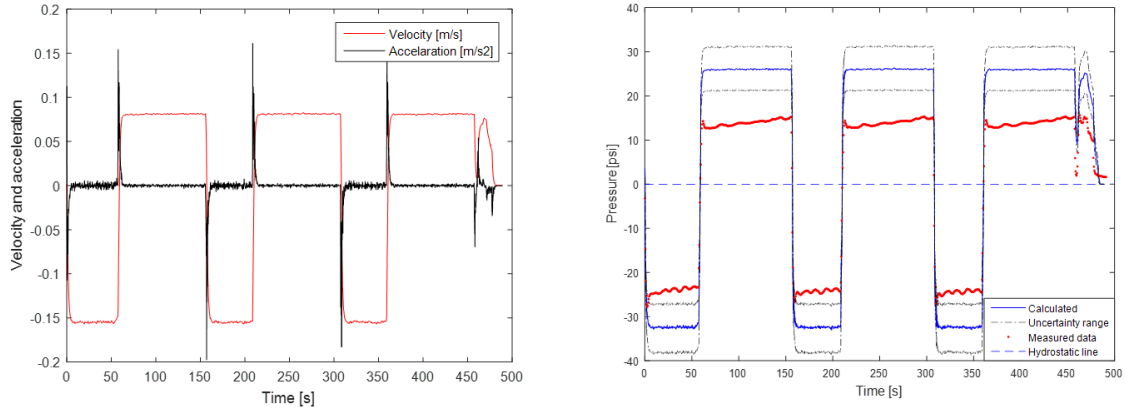 0.2
0.15
0.1
0.05
0
-0.05
-0.1
-0.15
-0.2
Velocity and acceleration
0 50 100 150 200 250 300 350 400 450 500
Time [s]
Velocity [m/s]
Accelaration [m/s2]
40
30
20
10
0
-10
-20
-30
-40
Pressure [psi]
0 50 100 150 200 250 300 350 400 450 500
Time [s]
Calculated
Uncertainty range
Measured data
Hydrostatic line